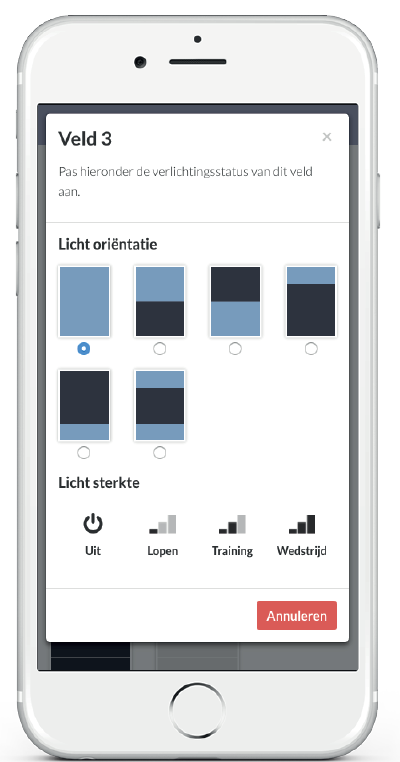 Veld 3
×
Pas hieronder de verlichtingsstatus van dit veld
aan.
Licht oriëntatie
Licht sterkte
Uit
Lopen
Training
Wedstrijd
Annuleren